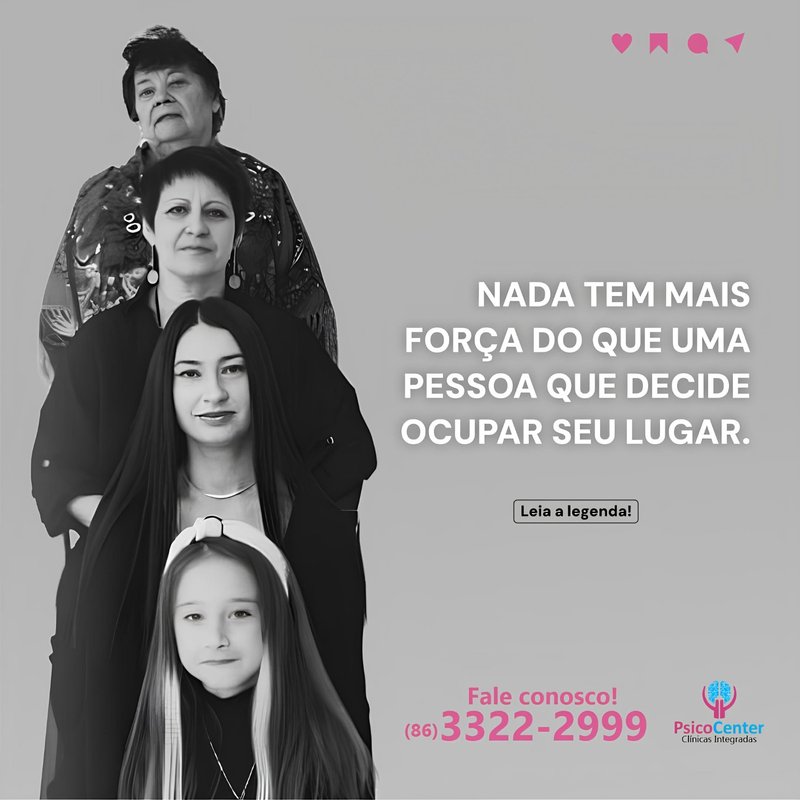 NADA TEM MAIS
FORÇA DO QUE UMA
PESSOA QUE DECIDE
OCUPAR SEU LUGAR.
Leia a legenda!
Fale conosco!
(86) 3322-2999
PsicoCenter
Clínicas Integradas